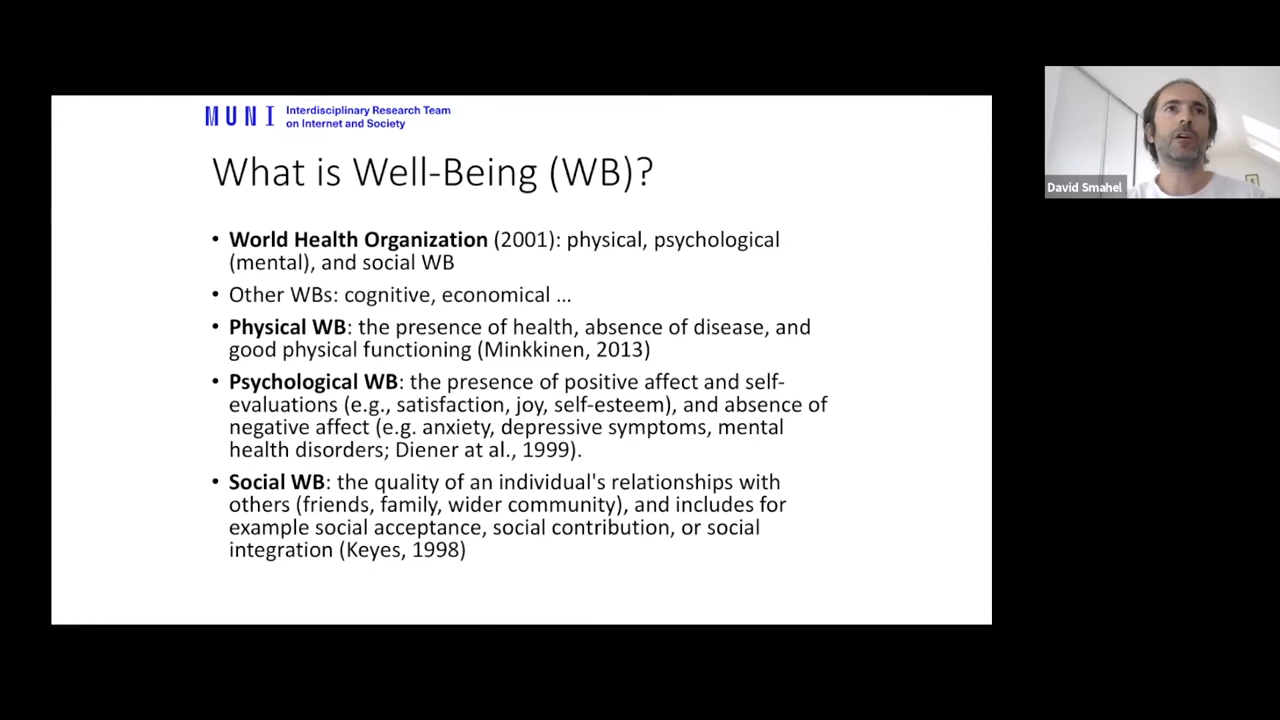 MUNI Interdisciplinary Research Team
on Internet and Society
What is Well-Being (WB)?
• World Health Organization (2001): physical, psychological
(mental), and social WB
• Other WBs: cognitive, economical ...
• Physical WB: the presence of health, absence of disease, and
good physical functioning (Minkkinen, 2013)
• Psychological WB: the presence of positive affect and self-
evaluations (e.g., satisfaction, joy, self-esteem), and absence of
negative affect (e.g. anxiety, depressive symptoms, mental
health disorders; Diener at al., 1999).
• Social WB: the quality of an individual's relationships with
others (friends, family, wider community), and includes for
example social acceptance, social contribution, or social
integration (Keyes, 1998)
David Smahel